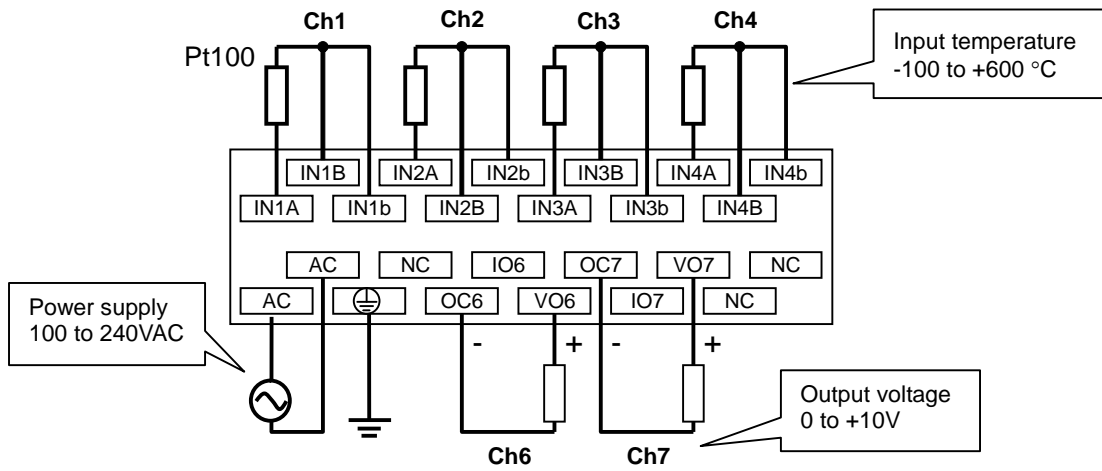 Ch1 Ch2 Ch3 Ch4
Pt100
Input temperature
-100 to +600 °C
IN1B IN2A IN2b IN3B IN4A IN4b
IN1A IN1b IN2B IN3A IN3b IN4B
AC NC IO6 OC7 VO7 NC
AC OC6 VO6 IO7 NC
Power supply
100 to 240VAC
- + - +
Output voltage
0 to +10V
Ch6 Ch7